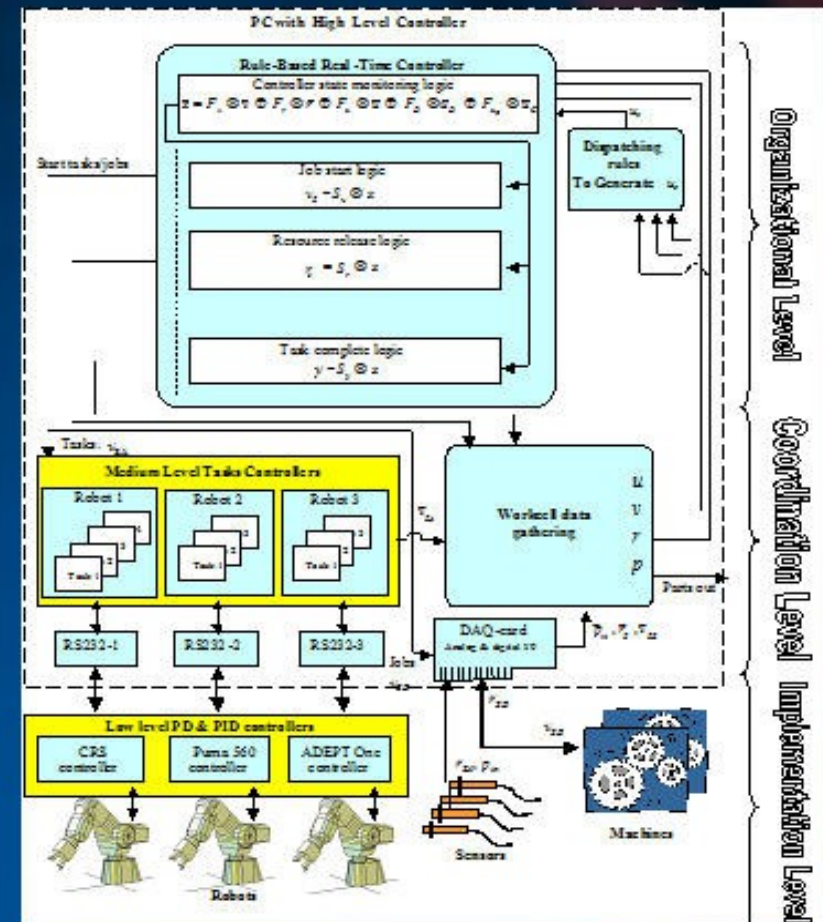 PC with High Level Controller
Rule-Based Real-Time Controller
Controller state monitoring logic
Job start logic
Resource release logic
Task complete logic
Start tasks/jobs
Dispatching
rules
To Generate u
Organizational Level
Tasks:
Medium Level Tasks Controllers
Robot 1
Robot 2
Robot 3
Task 1
Task 1
Task 1
Workcell data
gathering
u
v
r
p
Parts out
Coordination Level
RS232-1
RS232-2
RS232-3
Jobs
DAQ-card
Analog & digital I/O
Low level PD & PID controllers
CRS
controller
Puma 560
controller
ADEPT One
controller
Robots
Sensors
Machines
Implementation Level